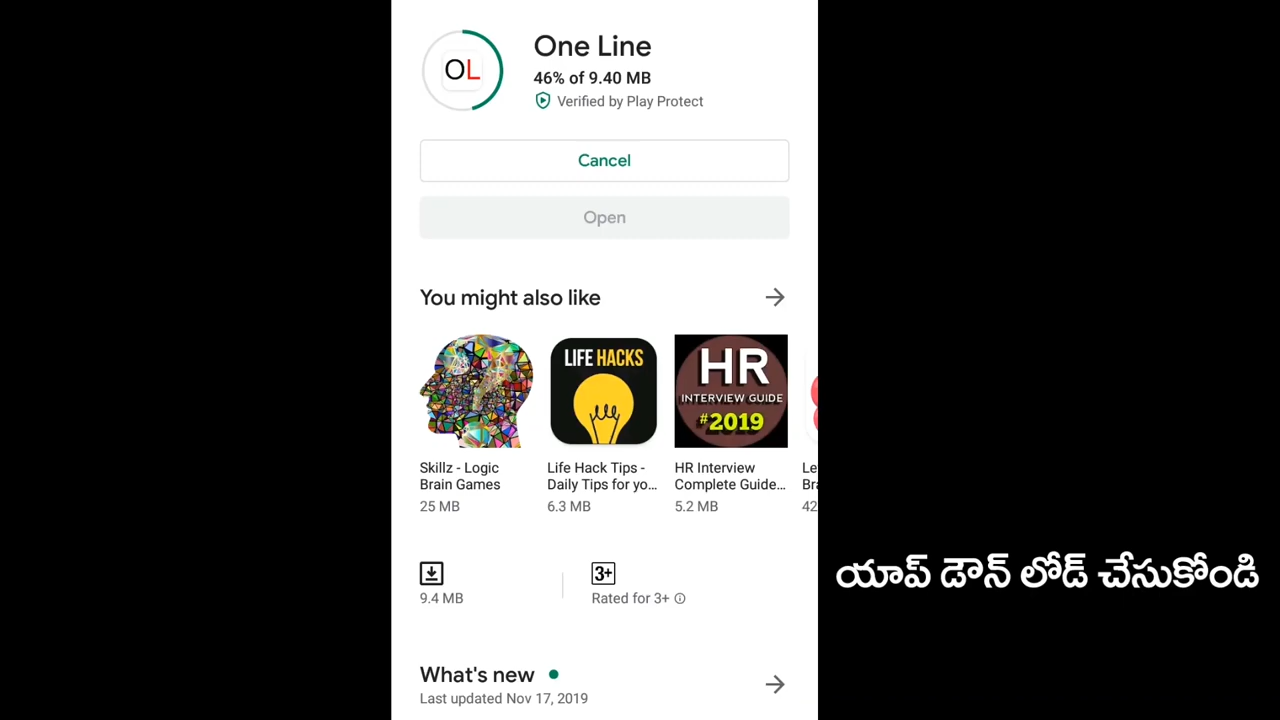 One Line
OL
46% of 9.40 MB
Verified by Play Protect
Cancel
Open
You might also like
LIFE HACKS
HR
INTERVIEW GUIDE
#2019
Skillz - Logic
Brain Games
25 MB
Life Hack Tips -
Daily Tips for yo...
6.3 MB
HR Interview
Complete Guide...
5.2 MB
Le
Bra
42
9.4 MB
3+
Rated for 3+
యాప్ డౌన్ లోడ్ చేసుకోండి
What's new
Last updated Nov 17, 2019